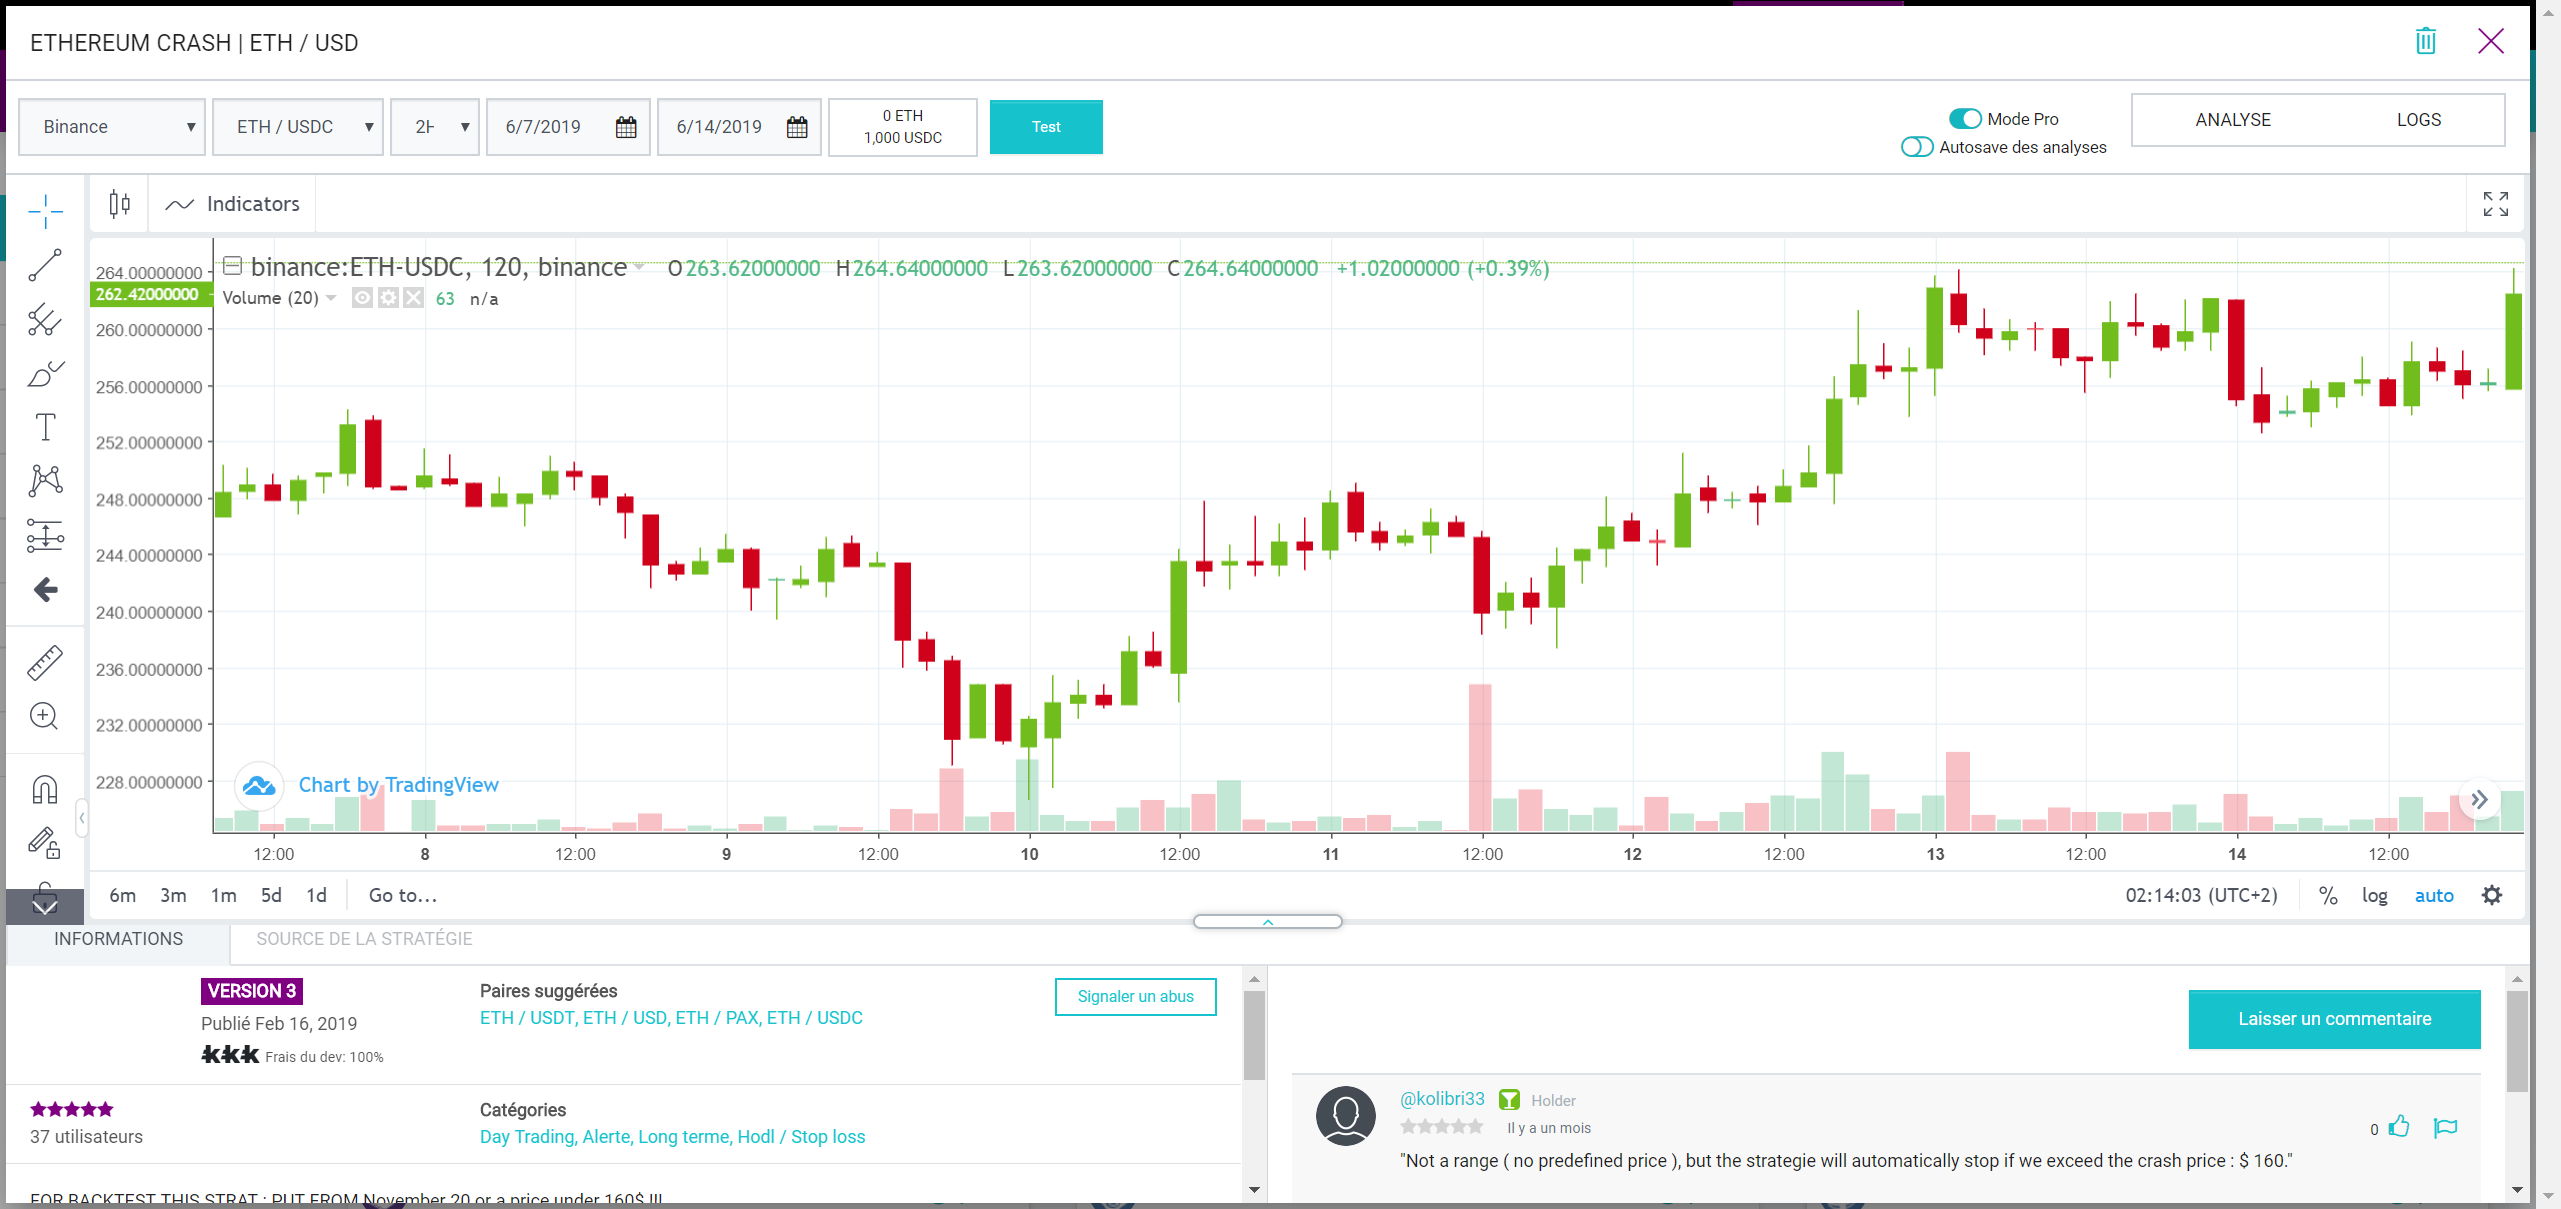 ETHEREUM CRASH | ETH / USD
Binance
ETH / USDC
2H
6/7/2019
6/14/2019
0 ETH
1,000 USDC
Test
Mode Pro
Autosave des analyses
ANALYSE
LOGS
Indicators
binance:ETH-USDC, 120, binance
O 263.62000000 H 264.64000000 L 263.62000000 C 264.64000000 +1.02000000 (+0.39%)
Volume (20)
63 n/a
264.00000000
262.42000000
260.00000000
256.00000000
252.00000000
248.00000000
244.00000000
240.00000000
236.00000000
232.00000000
228.00000000
Chart by TradingView
12:00 8 12:00 9 12:00 10 12:00 11 12:00 12 12:00 13 12:00 14 12:00
6m 3m 1m 5d 1d Go to...
02:14:03 (UTC+2) % log auto
INFORMATIONS
SOURCE DE LA STRATÉGIE
VERSION 3
Publié Feb 16, 2019
Frais du dev: 100%
Paires suggérées
ETH / USDT, ETH / USD, ETH / PAX, ETH / USDC
Signaler un abus
37 utilisateurs
Catégories
Day Trading, Alerte, Long terme, Hodl / Stop loss
FOR BACKTEST THIS STRAT : PUT FROM November 20 or a price under 160$ !!!
Laisser un commentaire
@kolibri33
Holder
Il y a un mois
0
"Not a range ( no predefined price ), but the strategie will automatically stop if we exceed the crash price : $ 160."